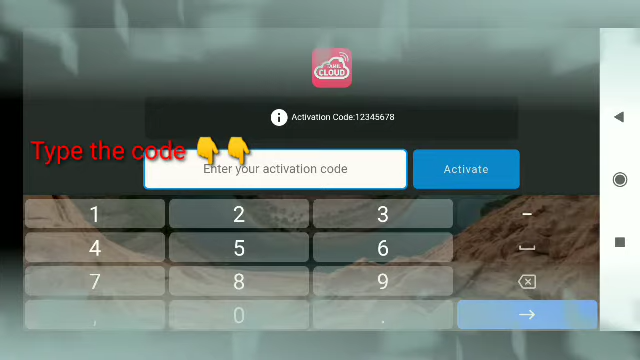 CLOUD
Activation Code:12345678
Type the code 👇👇
Enter your activation code
Activate
1 2 3 -
4 5 6
7 8 9
, 0 .